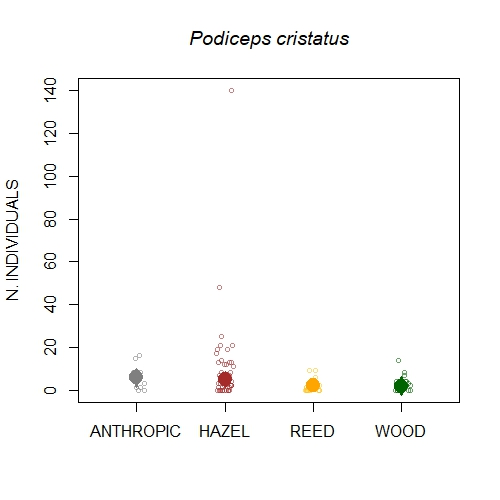 Podiceps cristatus
N. INDIVIDUALS
140
120
100
80
60
40
20
0
ANTHROPIC HAZEL REED WOOD